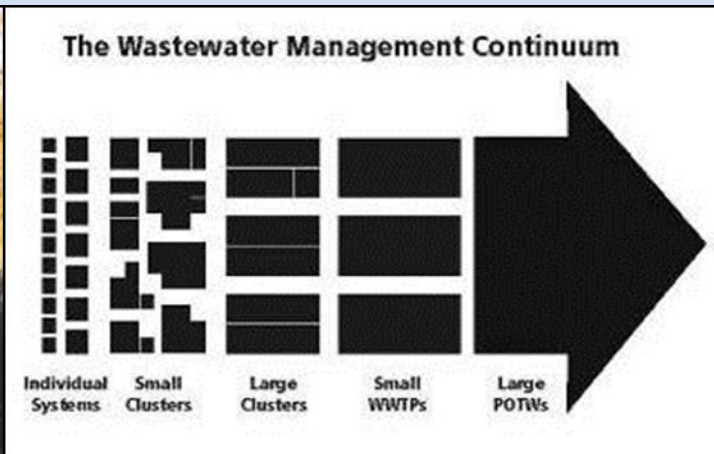 The Wastewater Management Continuum
Individual
Systems
Small
Clusters
Large
Clusters
Small
WWTPs
Large
POTWs